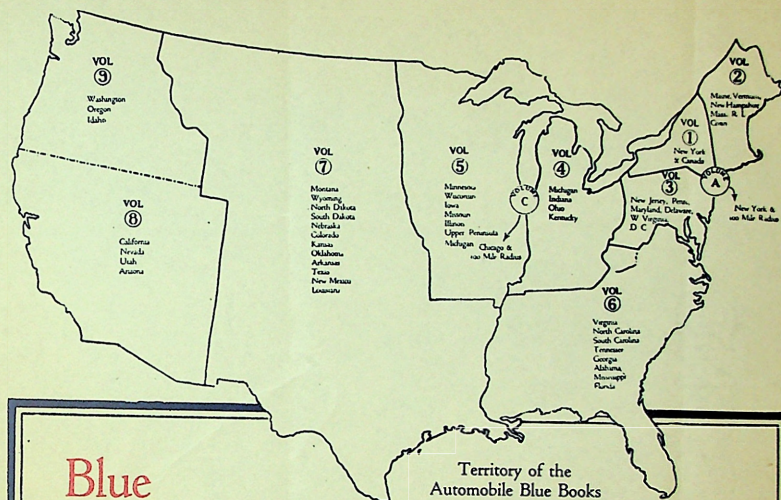 VOL
9
Washington
Oregon
Idaho
VOL
8
California
Nevada
Utah
Arizona
VOL
7
Montana
Wyoming
North Dakota
South Dakota
Nebraska
Colorado
Kansas
Oklahoma
Arkansas
Texas
New Mexico
Louisiana
VOL
5
Minnesota
Wisconsin
Iowa
Missouri
Illinois
Upper Peninsula
Michigan
VOLUME
C
Chicago &
100 Mile Radius
VOL
4
Michigan
Indiana
Ohio
Kentucky
VOL
2
Maine, Vermont,
New Hampshire
Mass. R. I.
Conn
VOL
1
New York
& Canada
VOL
3
New Jersey, Penn.
Maryland, Delaware,
W Virginia
D C
VOLUME
A
New York &
100 Mile Radius
VOL
6
Virginia
North Carolina
South Carolina
Tennessee
Georgia
Alabama
Mississippi
Florida
Blue
Territory of the
Automobile Blue Books